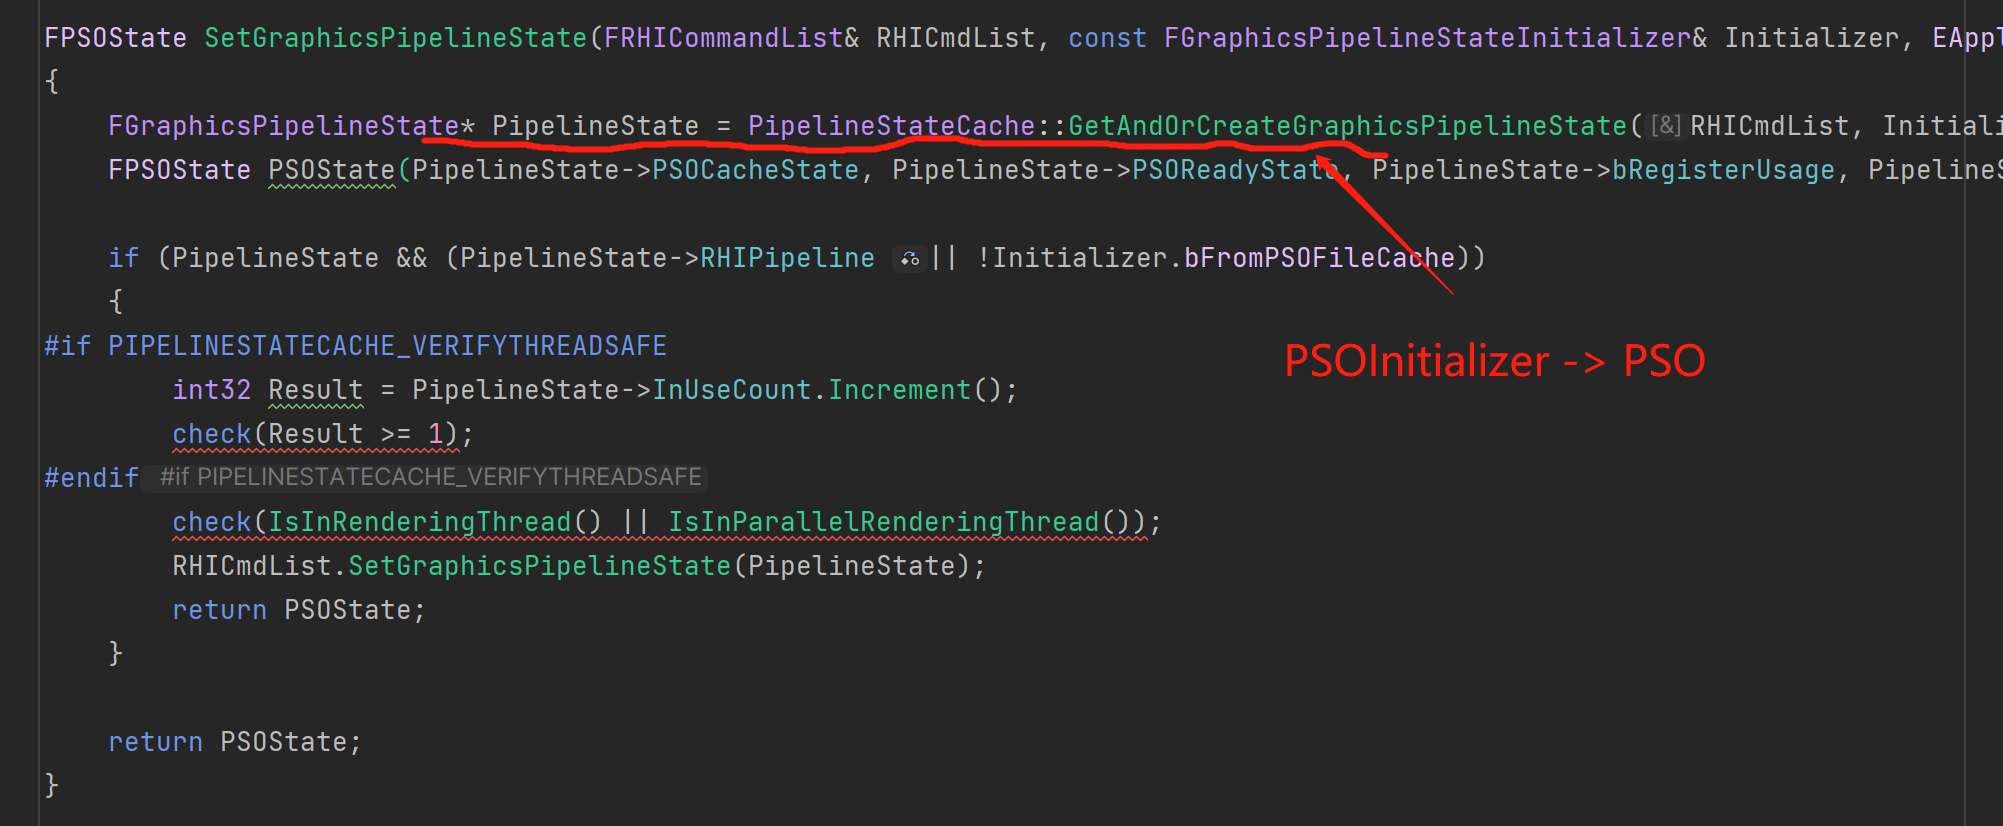 FPSOState SetGraphicsPipelineState(FRHICommandList& RHICmdList, const FGraphicsPipelineStateInitializer& Initializer, EAppl
{
FGraphicsPipelineState* PipelineState = PipelineStateCache::GetAndOrCreateGraphicsPipelineState([&]RHICmdList, Initiali
FPSOState PSOState(PipelineState->PSOCacheState, PipelineState->PSOReadyState, PipelineState->bRegisterUsage, PipelineS
if (PipelineState && (PipelineState->RHIPipeline || !Initializer.bFromPSOFileCache))
{
PSOInitializer -> PSO
#if PIPELINESTATECACHE_VERIFYTHREADSAFE
int32 Result = PipelineState->InUseCount.Increment();
check(Result >= 1);
#endif #if PIPELINESTATECACHE_VERIFYTHREADSAFE
check(IsInRenderingThread() || IsInParallelRenderingThread());
RHICmdList.SetGraphicsPipelineState(PipelineState);
return PSOState;
}
return PSOState;
}